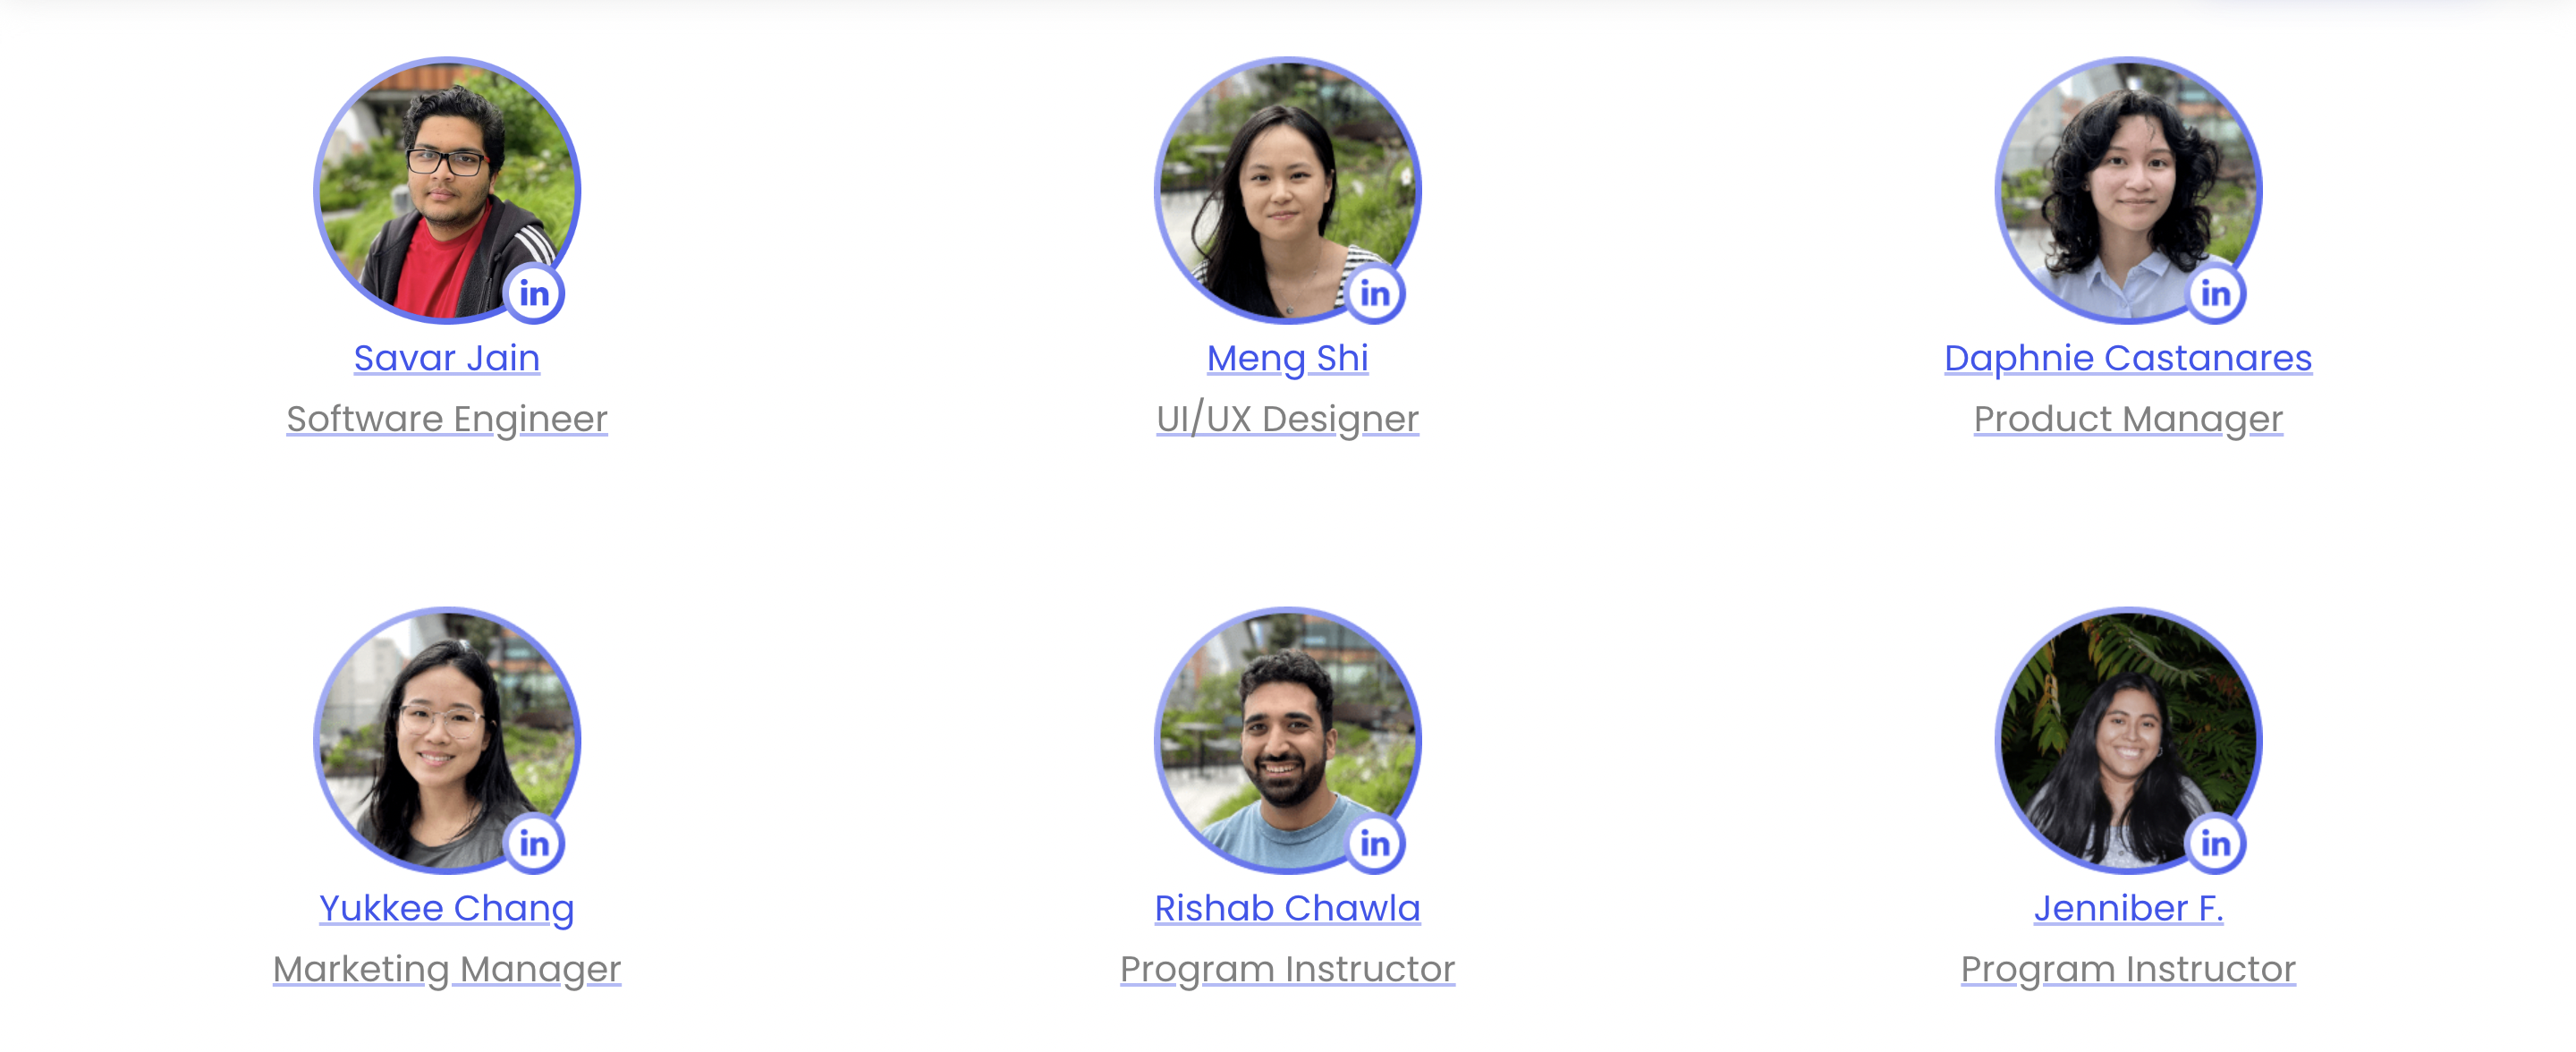 in
in
in
Savar Jain
Meng Shi
Daphnie Castanares
Software Engineer
UI/UX Designer
Product Manager
in
in
in
Yukkee Chang
Rishab Chawla
Jenniber F.
Marketing Manager
Program Instructor
Program Instructor